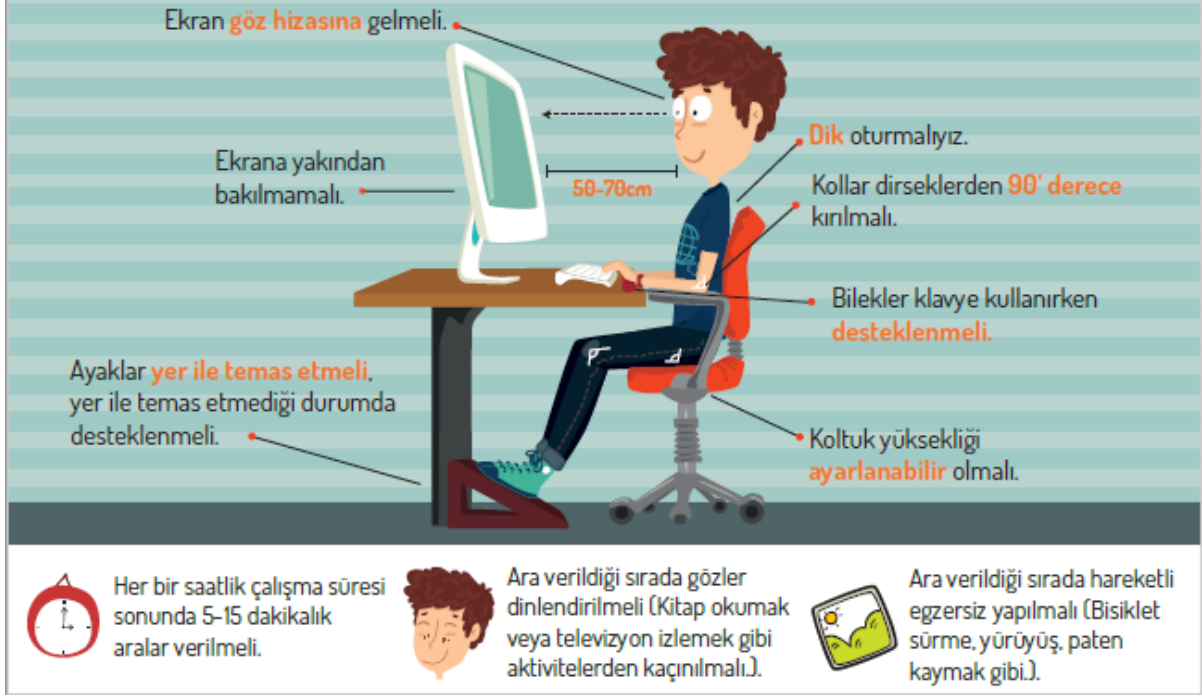 Ekran göz hizasına gelmeli.
Ekrana yakından
bakılmamalı.
50-70cm
Dik oturmalıyız.
Kollar dirseklerden 90' derece
kırılmalı.
Bilekler klavye kullanırken
desteklenmeli.
Ayaklar yer ile temas etmeli,
yer ile temas etmediği durumda
desteklenmeli.
Koltuk yüksekliği
ayarlanabilir olmalı.
Her bir saatlik çalışma süresi
sonunda 5-15 dakikalık
aralar verilmeli.
Ara verildiği sırada gözler
dinlendirilmeli (Kitap okumak
veya televizyon izlemek gibi
aktivitelerden kaçınılmalı.).
Ara verildiği sırada hareketli
egzersiz yapılmalı (Bisiklet
sürme, yürüyüş, paten
kaymak gibi.).